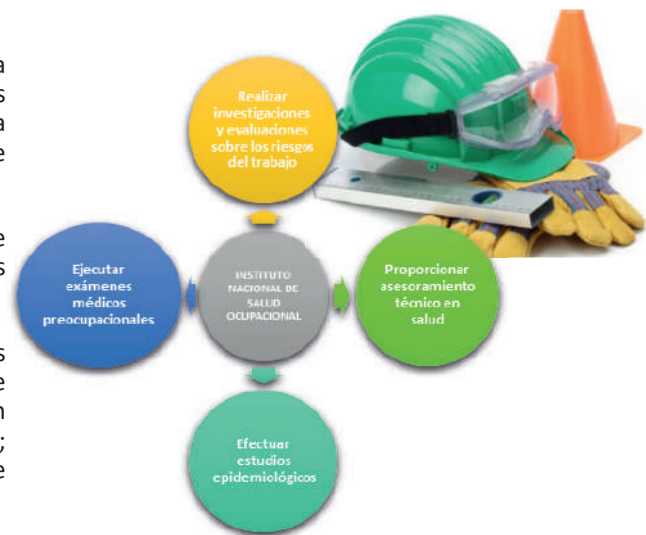 a
s
a
e
e
s
s
e
n
;
e
Realizar
investigaciones
y evaluaciones
sobre los riesgos
del trabajo
Ejecutar
exámenes
médicos
preocupacionales
INSTITUTO
NACIONAL DE
SALUD
OCUPACIONAL
Proporcionar
asesoramiento
técnico en
salud
Efectuar
estudios
epidemiológicos